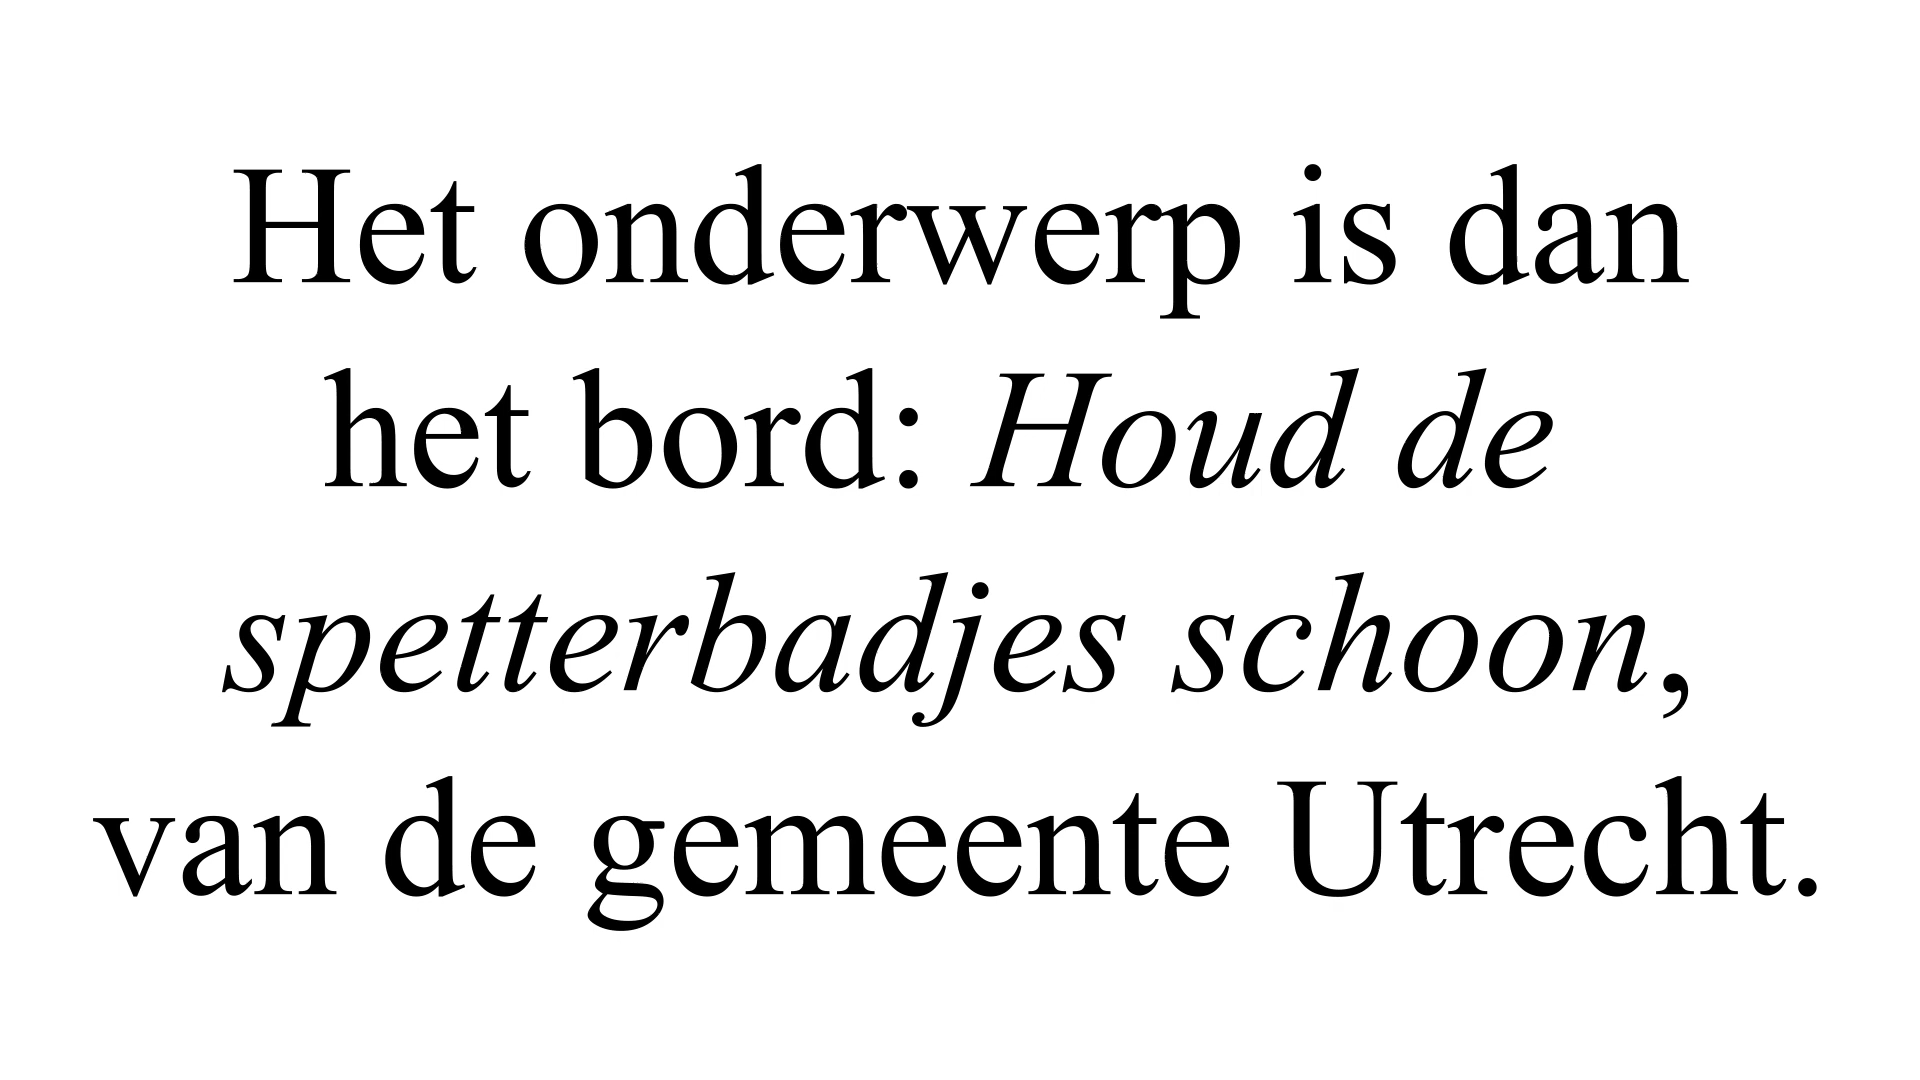 Het onderwerp is dan
het bord: Houd de
spetterbadjes schoon,
van de gemeente Utrecht.